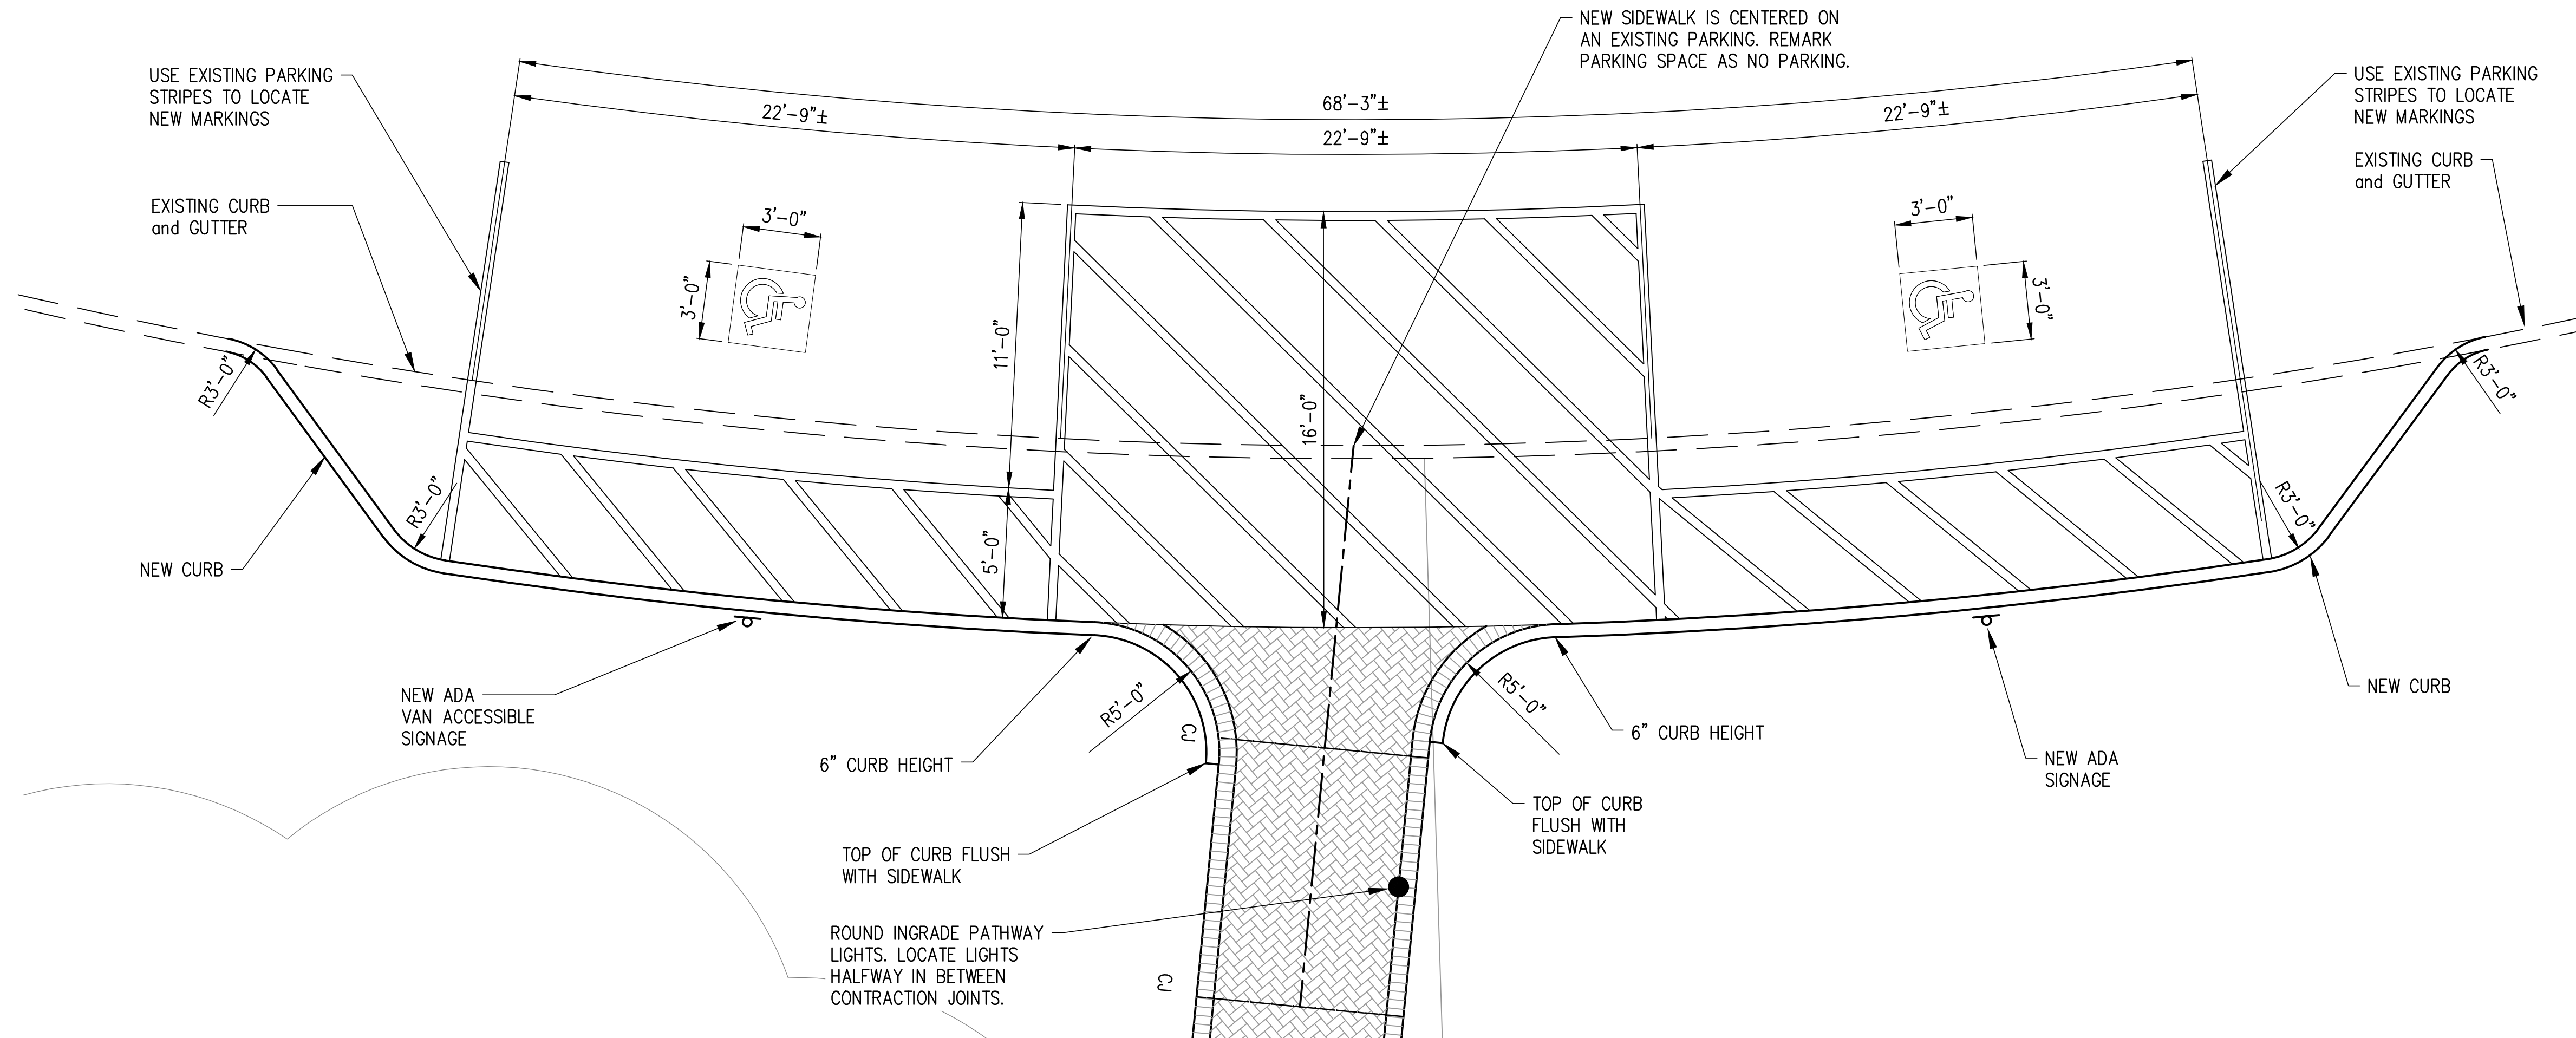 NEW SIDEWALK IS CENTERED ON
AN EXISTING PARKING. REMARK
PARKING SPACE AS NO PARKING.
USE EXISTING PARKING
STRIPES TO LOCATE
NEW MARKINGS
USE EXISTING PARKING
STRIPES TO LOCATE
NEW MARKINGS
68'-3"±
22'-9"±
22'-9"±
22'-9"±
EXISTING CURB
and GUTTER
EXISTING CURB
and GUTTER
3'-0"
3'-0"
3'-0"
3'-0"
11'-0"
16'-0"
5'-0"
R3'-0"
R3'-0"
R3'-0"
R3'-0"
NEW CURB
NEW ADA
VAN ACCESSIBLE
SIGNAGE
R5'-0"
R5'-0"
CJ
6" CURB HEIGHT
6" CURB HEIGHT
NEW CURB
NEW ADA
SIGNAGE
TOP OF CURB
FLUSH WITH
SIDEWALK
TOP OF CURB FLUSH
WITH SIDEWALK
ROUND INGRADE PATHWAY
LIGHTS. LOCATE LIGHTS
HALFWAY IN BETWEEN
CONTRACTION JOINTS.
CJ